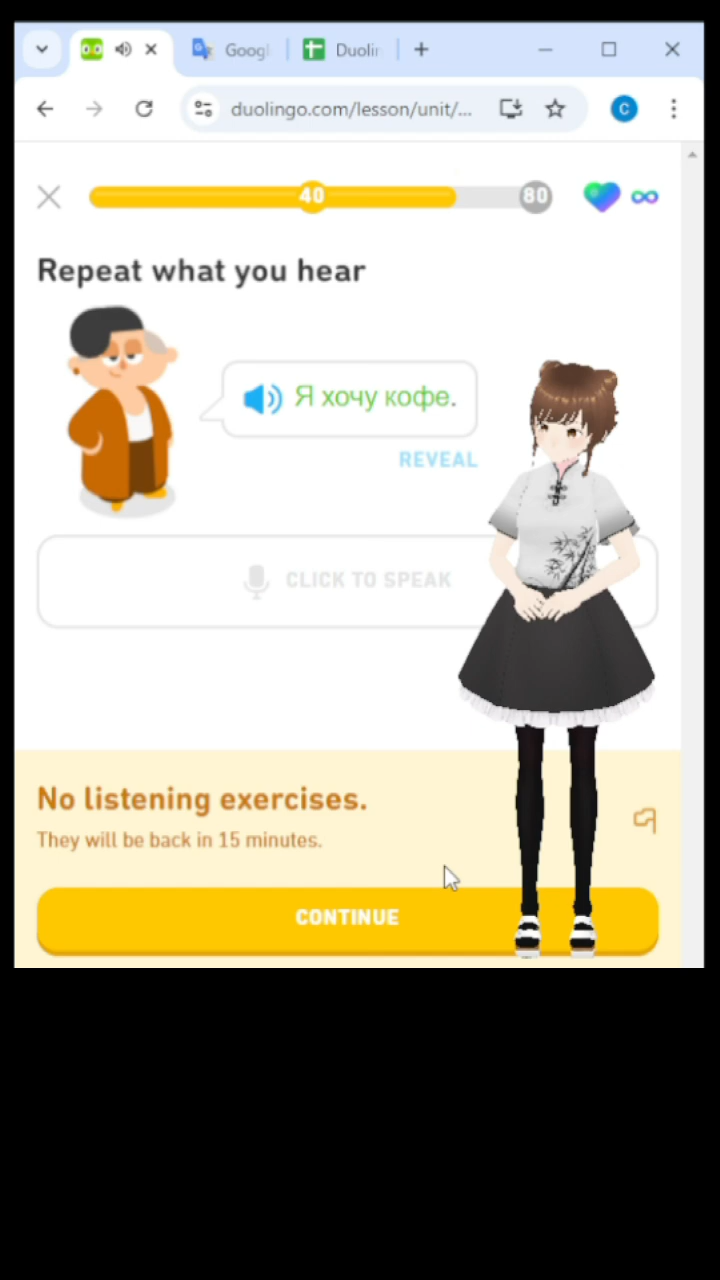 Googl
Duolin
duolingo.com/lesson/unit/...
C
40
80
Repeat what you hear
Я хочу кофе.
REVEAL
CLICK TO SPEAK
No listening exercises.
They will be back in 15 minutes.
CONTINUE